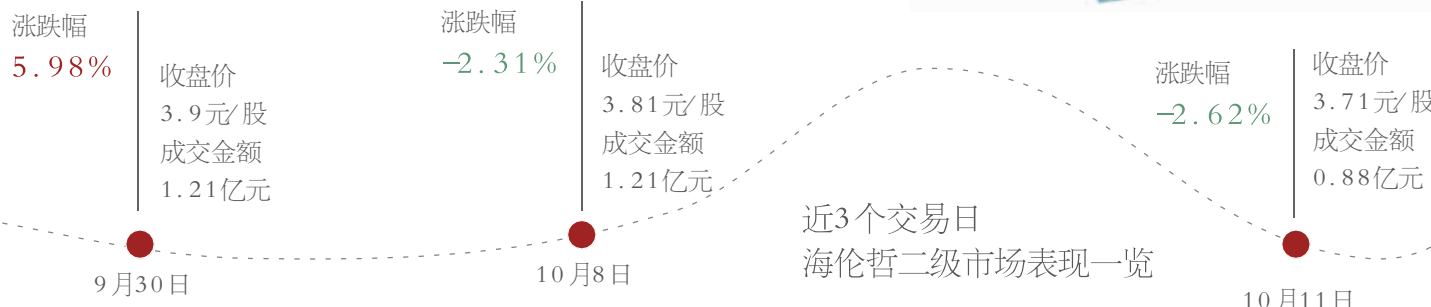 涨跌幅
5.98%
收盘价
3.9元/股
成交金额
1.21亿元
9月30日
涨跌幅
-2.31%
收盘价
3.81元/股
成交金额
1.21亿元
10月8日
近3个交易日
海伦哲二级市场表现一览
涨跌幅
-2.62%
收盘价
3.71元/股
成交金额
0.88亿元
10月11日